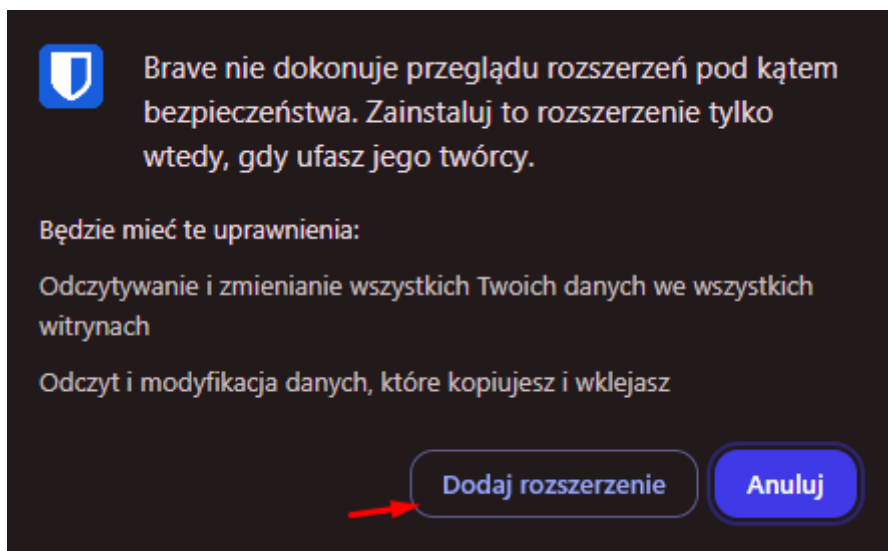 Brave nie dokonuje przeglądu rozszerzeń pod kątem
bezpieczeństwa. Zainstaluj to rozszerzenie tylko
wtedy, gdy ufasz jego twórcy.
Będzie mieć te uprawnienia:
Odczytywanie i zmienianie wszystkich Twoich danych we wszystkich
witrynach
Odczyt i modyfikacja danych, które kopiujesz i wklejasz
Dodaj rozszerzenie
Anuluj